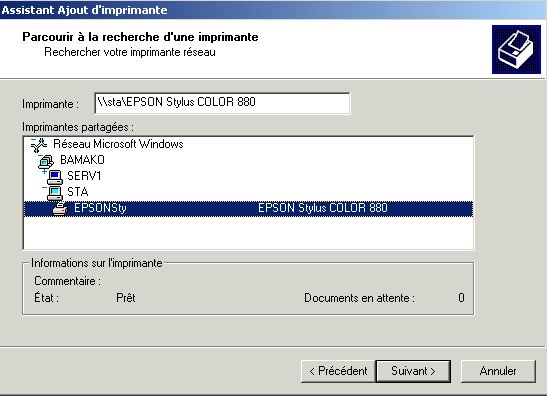 Assistant Ajout d'imprimante
Parcourir à la recherche d'une imprimante
Rechercher votre imprimante réseau
Imprimante : \\sta\EPSON Stylus COLOR 880
Imprimantes partagées :
Réseau Microsoft Windows
BAMAKO
SERV1
STA
EPSONSty EPSON Stylus COLOR 880
Informations sur l'imprimante
Commentaire :
État : Prêt Documents en attente : 0
< Précédent Suivant > Annuler